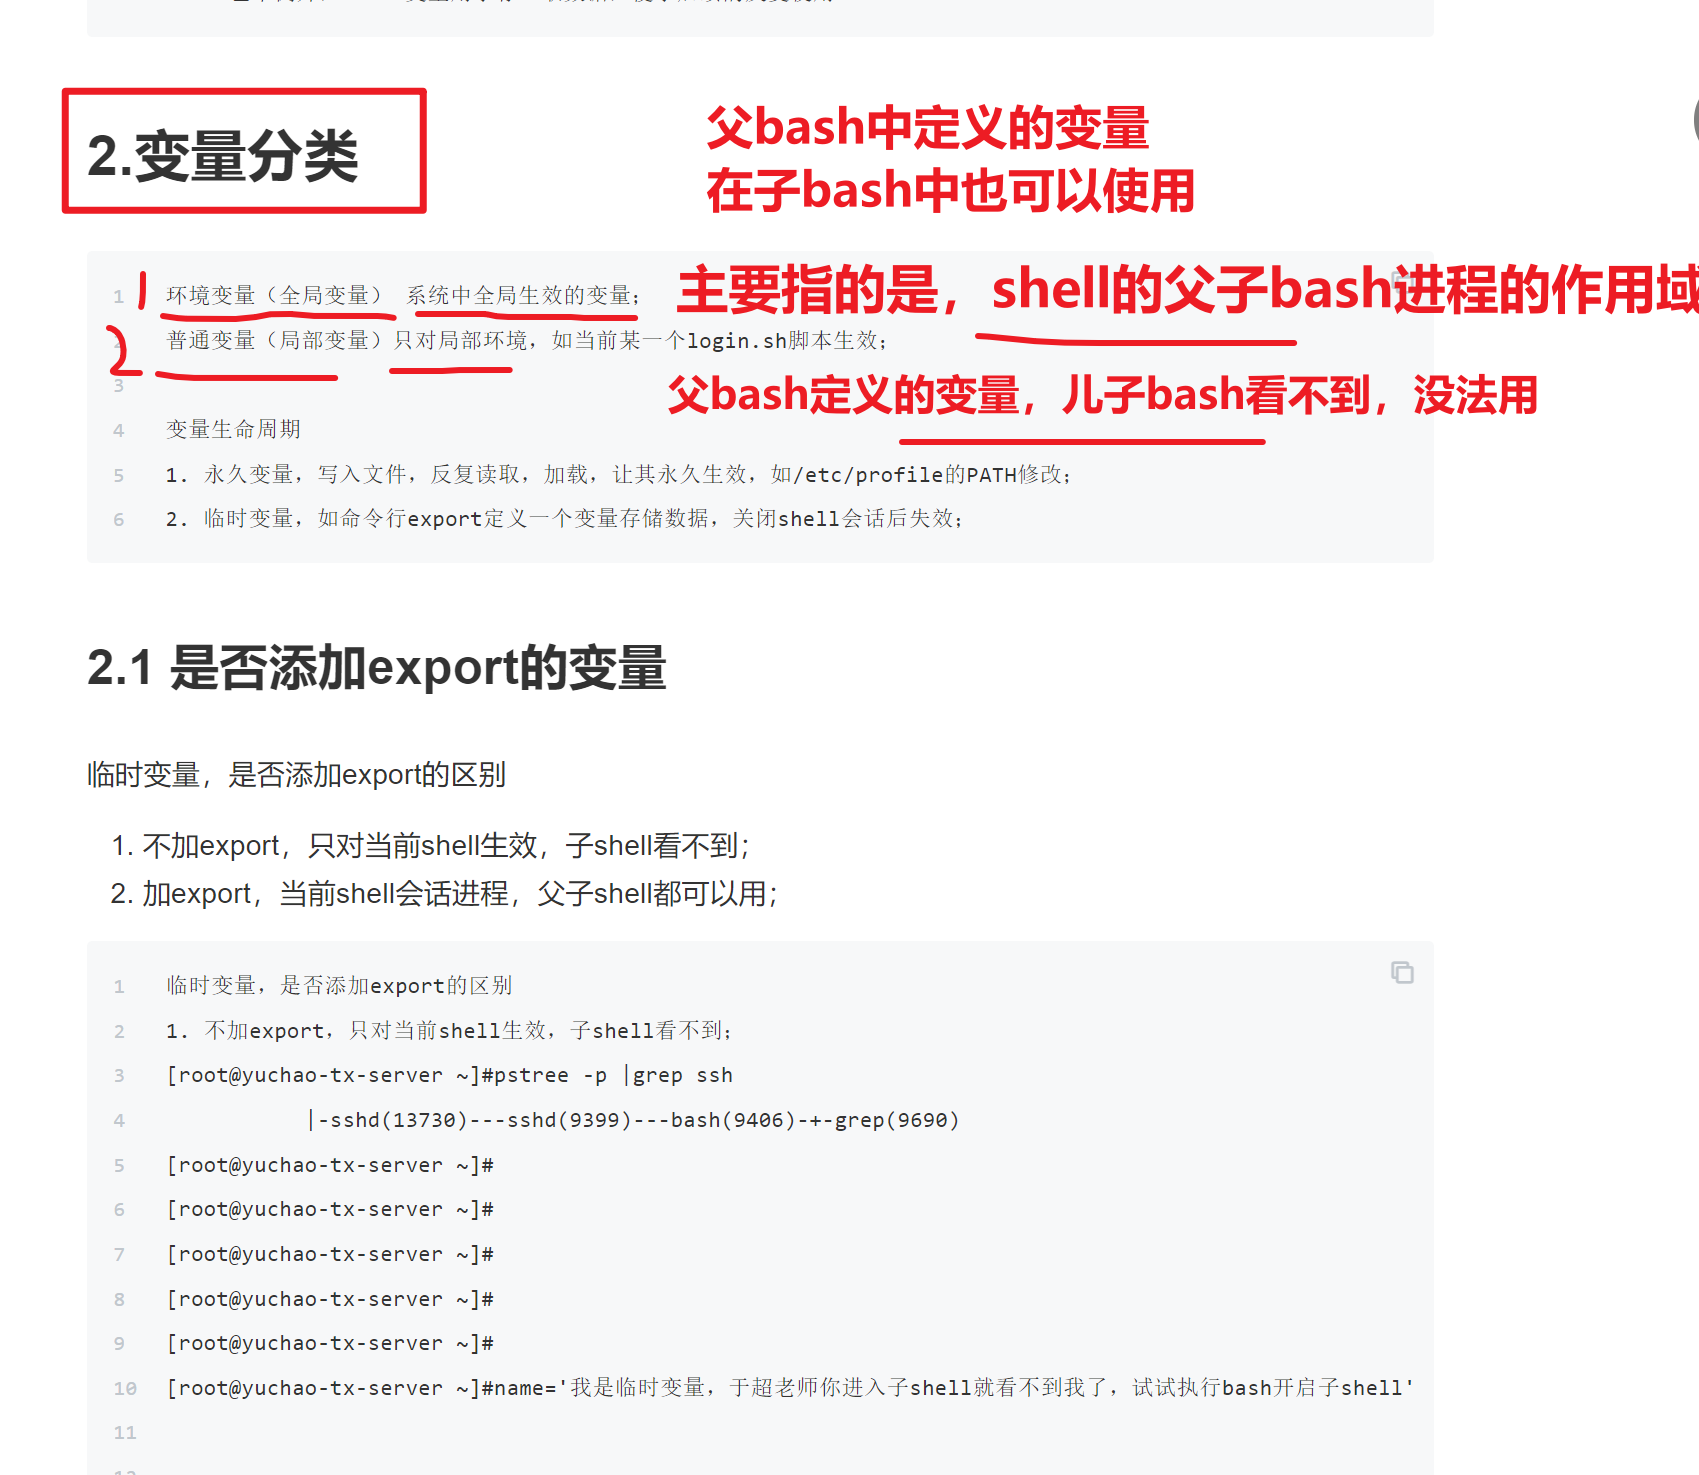 2.变量分类
父bash中定义的变量
在子bash中也可以使用
1 环境变量（全局变量） 系统中全局生效的变量；
主要指的是，shell的父子bash进程的作用域
2 普通变量（局部变量）只对局部环境，如当前某一个login.sh脚本生效；
3
父bash定义的变量，儿子bash看不到，没法用
4 变量生命周期
5 1. 永久变量，写入文件，反复读取，加载，让其永久生效，如/etc/profile的PATH修改；
6 2. 临时变量，如命令行export定义一个变量存储数据，关闭shell会话后失效；
2.1 是否添加export的变量
临时变量，是否添加export的区别
1. 不加export，只对当前shell生效，子shell看不到；
2. 加export，当前shell会话进程，父子shell都可以用；
1 临时变量，是否添加export的区别
2 1. 不加export，只对当前shell生效，子shell看不到；
3 [root@yuchao-tx-server ~]#pstree -p |grep ssh
4 |-sshd(13730)---sshd(9399)---bash(9406)-+-grep(9690)
5 [root@yuchao-tx-server ~]#
6 [root@yuchao-tx-server ~]#
7 [root@yuchao-tx-server ~]#
8 [root@yuchao-tx-server ~]#
9 [root@yuchao-tx-server ~]#
10 [root@yuchao-tx-server ~]#name='我是临时变量，于超老师你进入子shell就看不到我了，试试执行bash开启子shell'
11